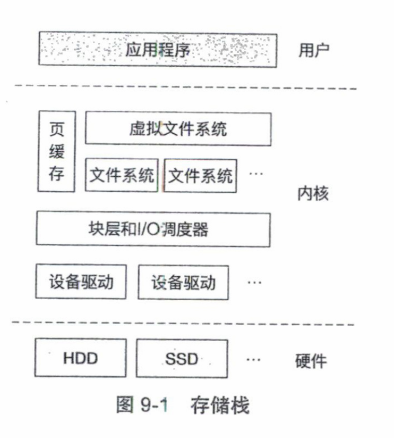 应用程序 用户
页缓存
虚拟文件系统
文件系统 文件系统 …
内核
块层和I/O调度器
设备驱动 设备驱动 …
HDD SSD … 硬件
图 9-1 存储栈